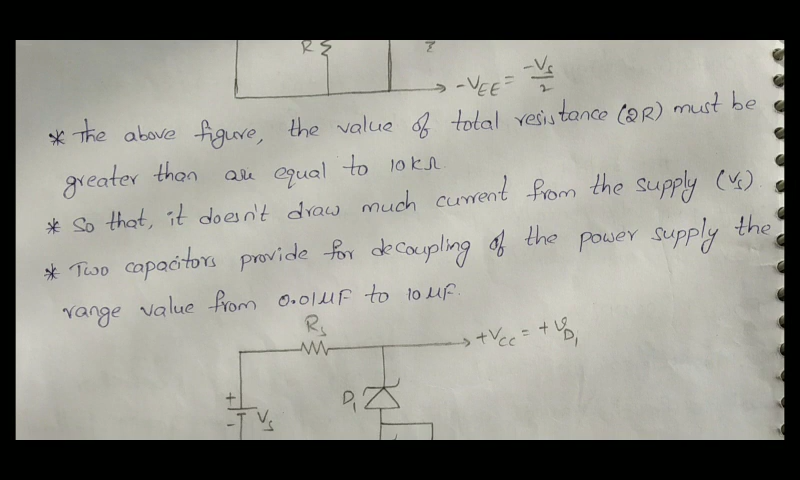 R
-VEE = -Vs/2
* The above figure, the value of total resistance (2R) must be
greater than are equal to 10KΩ
* So that, it doesn't draw much current from the supply (Vs).
* Two capacitors provide for decoupling of the power supply the
range value from 0.01μF to 10μF.
Rs
+VCC = +VD1
D1
+
- Vs